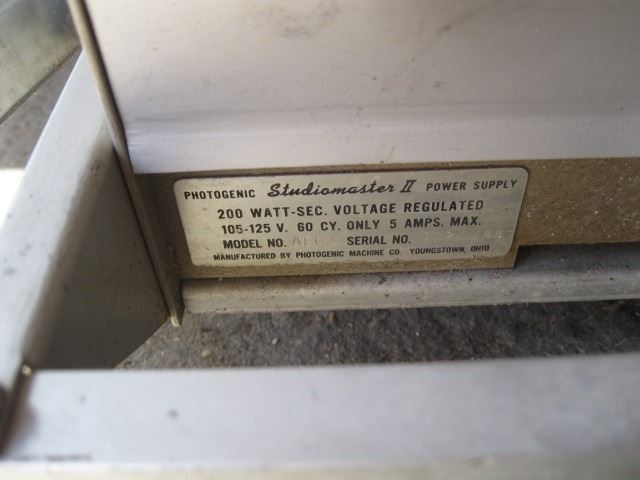 PHOTOGENIC Studiomaster II POWER SUPPLY
200 WATT-SEC. VOLTAGE REGULATED
105-125 V. 60 CY. ONLY 5 AMPS. MAX.
MODEL NO. SERIAL NO.
MANUFACTURED BY PHOTOGENIC MACHINE CO. YOUNGSTOWN, OHIO